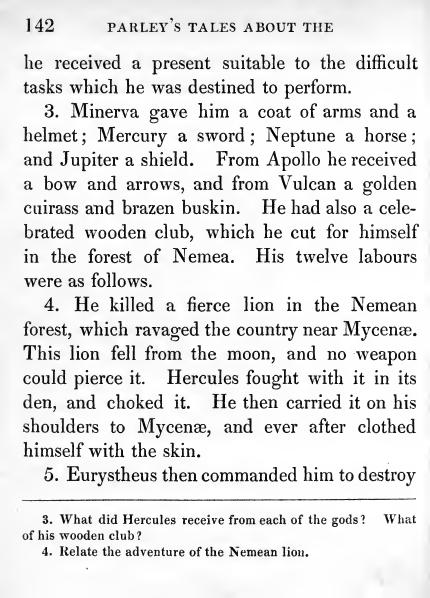 142 PARLEY'S TALES ABOUT THE
he received a present suitable to the difficult
tasks which he was destined to perform.
3. Minerva gave him a coat of arms and a
helmet; Mercury a sword; Neptune a horse;
and Jupiter a shield. From Apollo he received
a bow and arrows, and from Vulcan a golden
cuirass and brazen buskin. He had also a cele-
brated wooden club, which he cut for himself
in the forest of Nemea. His twelve labours
were as follows.
4. He killed a fierce lion in the Nemean
forest, which ravaged the country near Mycenæ.
This lion fell from the moon, and no weapon
could pierce it. Hercules fought with it in its
den, and choked it. He then carried it on his
shoulders to Mycenæ, and ever after clothed
himself with the skin.
5. Eurystheus then commanded him to destroy
3. What did Hercules receive from each of the gods? What
of his wooden club?
4. Relate the adventure of the Nemean lion.